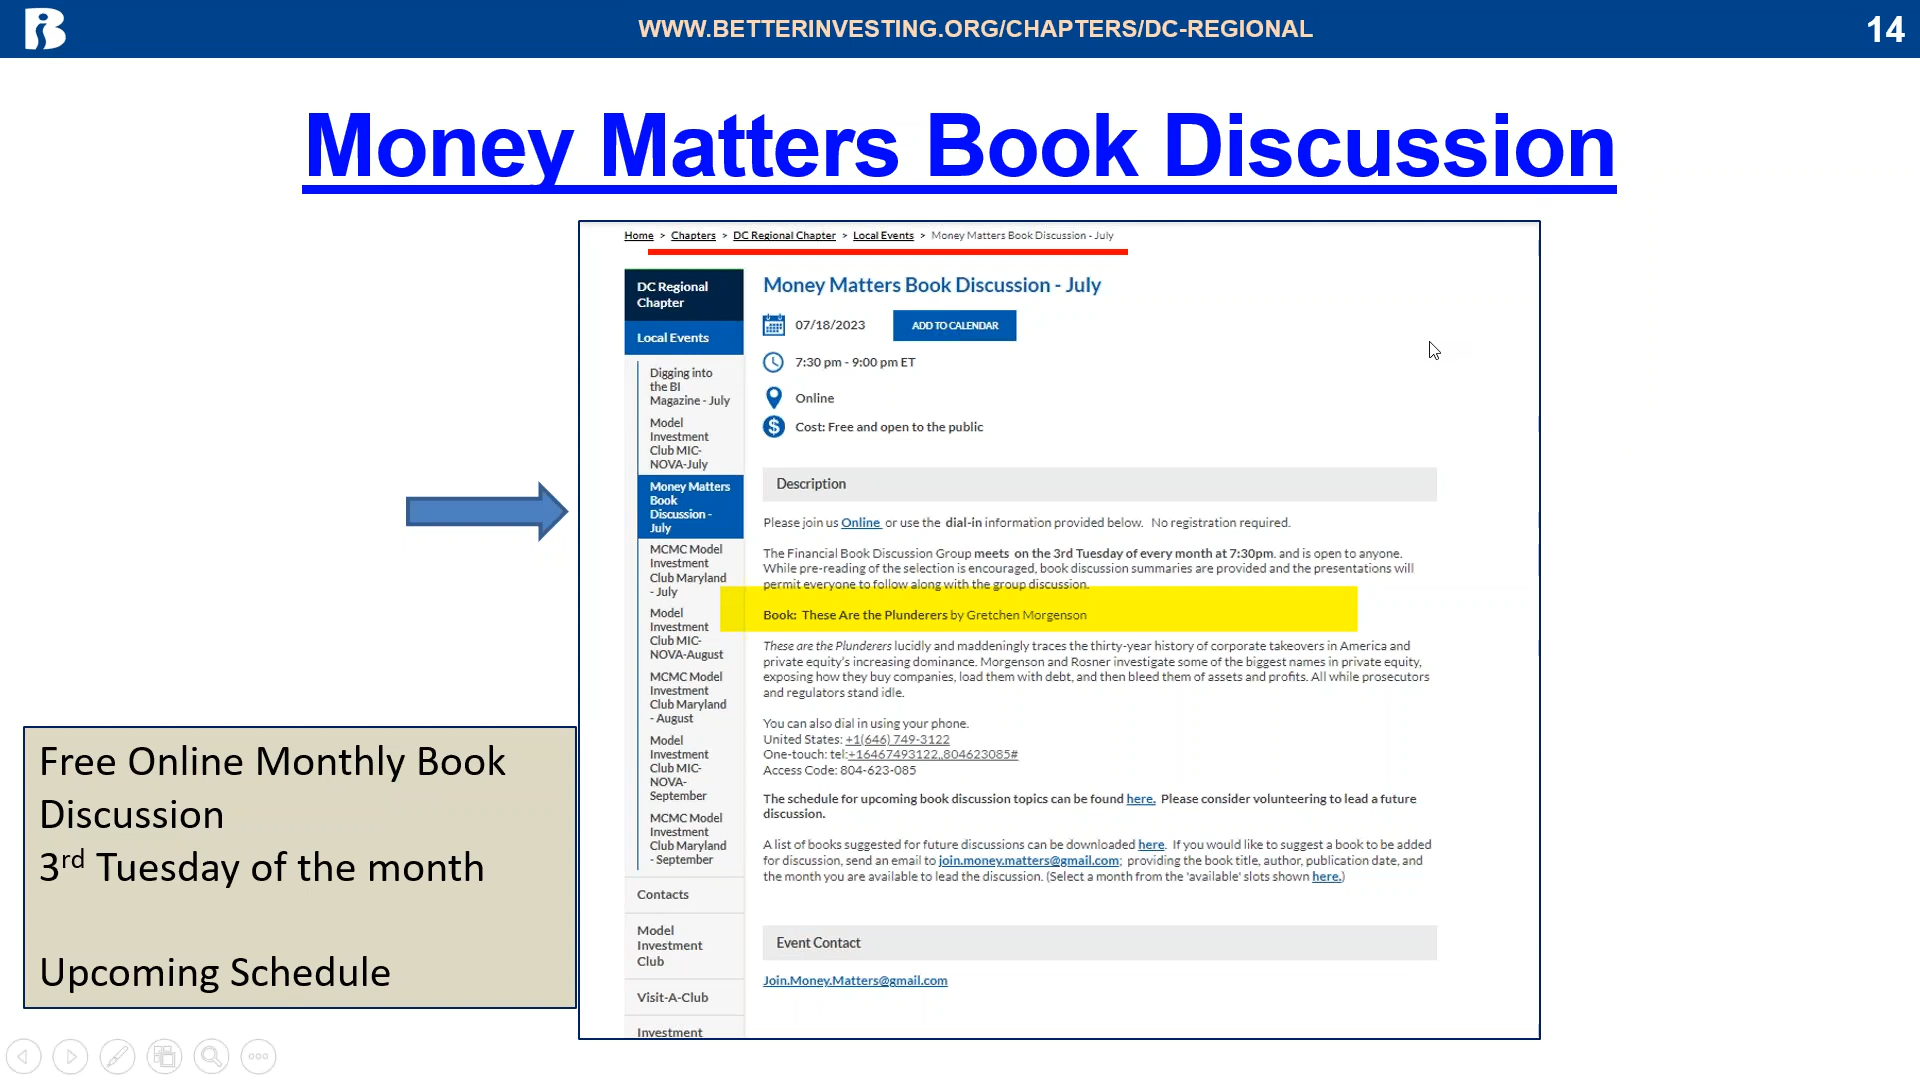 WWW.BETTERINVESTING.ORG/CHAPTERS/DC-REGIONAL
14
Money Matters Book Discussion
Home > Chapters > DC Regional Chapter > Local Events > Money Matters Book Discussion - July
DC Regional
Chapter
Local Events
Digging into
the BI
Magazine - July
Model
Investment
Club MIC-
NOVA-July
Money Matters
Book
Discussion -
July
MCMC Model
Investment
Club Maryland
- July
Model
Investment
Club MIC-
NOVA-August
MCMC Model
Investment
Club Maryland
- August
Model
Investment
Club MIC-
NOVA-
September
MCMC Model
Investment
Club Maryland
- September
Contacts
Model
Investment
Club
Visit-A-Club
Investment
Money Matters Book Discussion - July
07/18/2023
ADD TO CALENDAR
7:30 pm - 9:00 pm ET
Online
Cost: Free and open to the public
Description
Please join us Online or use the dial-in information provided below. No registration required.
The Financial Book Discussion Group meets on the 3rd Tuesday of every month at 7:30pm. and is open to anyone.
While pre-reading of the selection is encouraged, book discussion summaries are provided and the presentations will
permit everyone to follow along with the group discussion.
Book: These Are the Plunderers by Gretchen Morgenson
These are the Plunderers lucidly and maddeningly traces the thirty-year history of corporate takeovers in America and
private equity's increasing dominance. Morgenson and Rosner investigate some of the biggest names in private equity,
exposing how they buy companies, load them with debt, and then bleed them of assets and profits. All while prosecutors
and regulators stand idle.
You can also dial in using your phone.
United States: +1(646) 749-3122
One-touch: tel:+16467493122,,804623085#
Access Code: 804-623-085
The schedule for upcoming book discussion topics can be found here. Please consider volunteering to lead a future
discussion.
A list of books suggested for future discussions can be downloaded here. If you would like to suggest a book to be added
for discussion, send an email to join.money.matters@gmail.com; providing the book title, author, publication date, and
the month you are available to lead the discussion. (Select a month from the 'available' slots shown here.)
Event Contact
Join.Money.Matters@gmail.com
Free Online Monthly Book
Discussion
3rd Tuesday of the month
Upcoming Schedule